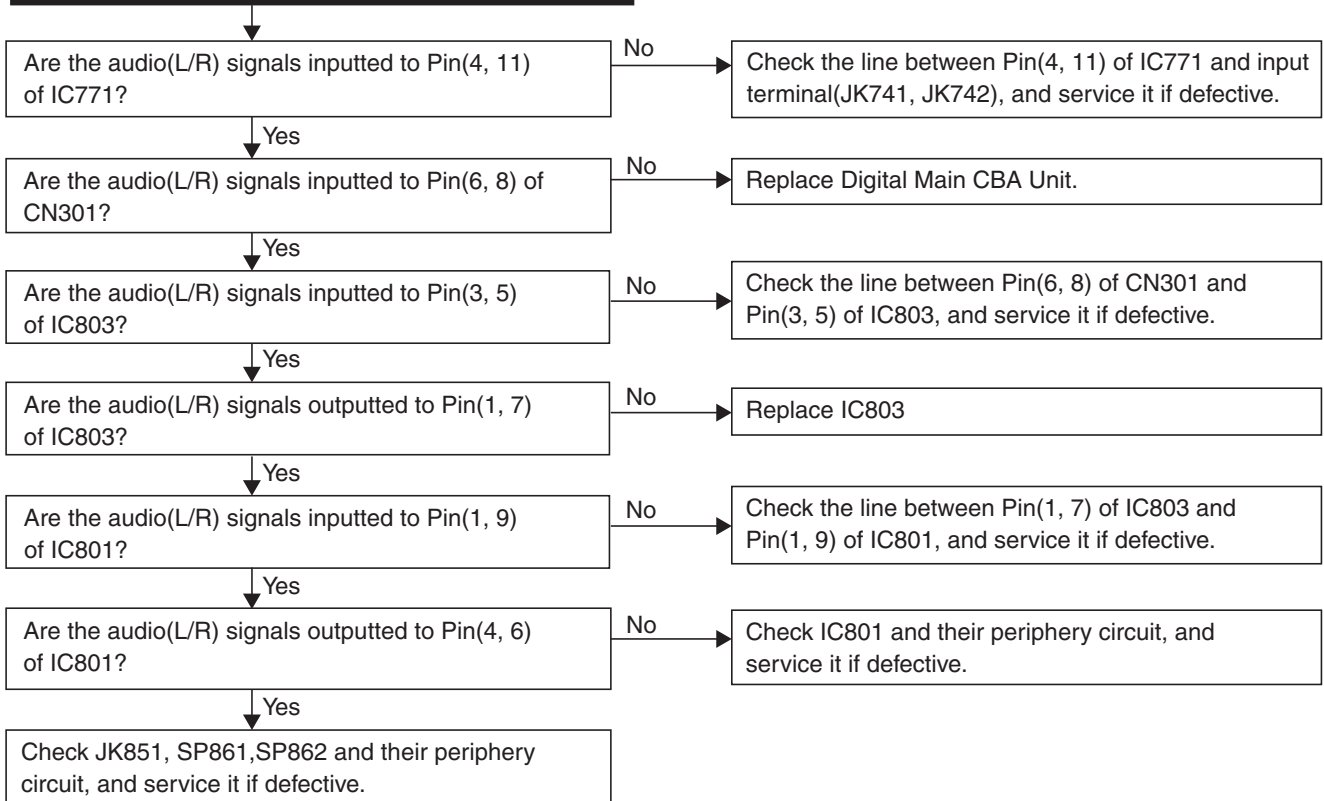 Are the audio(L/R) signals inputted to Pin(4, 11)
of IC771?
No
Check the line between Pin(4, 11) of IC771 and input
terminal(JK741, JK742), and service it if defective.
Yes
Are the audio(L/R) signals inputted to Pin(6, 8) of
CN301?
No
Replace Digital Main CBA Unit.
Yes
Are the audio(L/R) signals inputted to Pin(3, 5)
of IC803?
No
Check the line between Pin(6, 8) of CN301 and
Pin(3, 5) of IC803, and service it if defective.
Yes
Are the audio(L/R) signals outputted to Pin(1, 7)
of IC803?
No
Replace IC803
Yes
Are the audio(L/R) signals inputted to Pin(1, 9)
of IC801?
No
Check the line between Pin(1, 7) of IC803 and
Pin(1, 9) of IC801, and service it if defective.
Yes
Are the audio(L/R) signals outputted to Pin(4, 6)
of IC801?
No
Check IC801 and their periphery circuit, and
service it if defective.
Yes
Check JK851, SP861,SP862 and their periphery
circuit, and service it if defective.